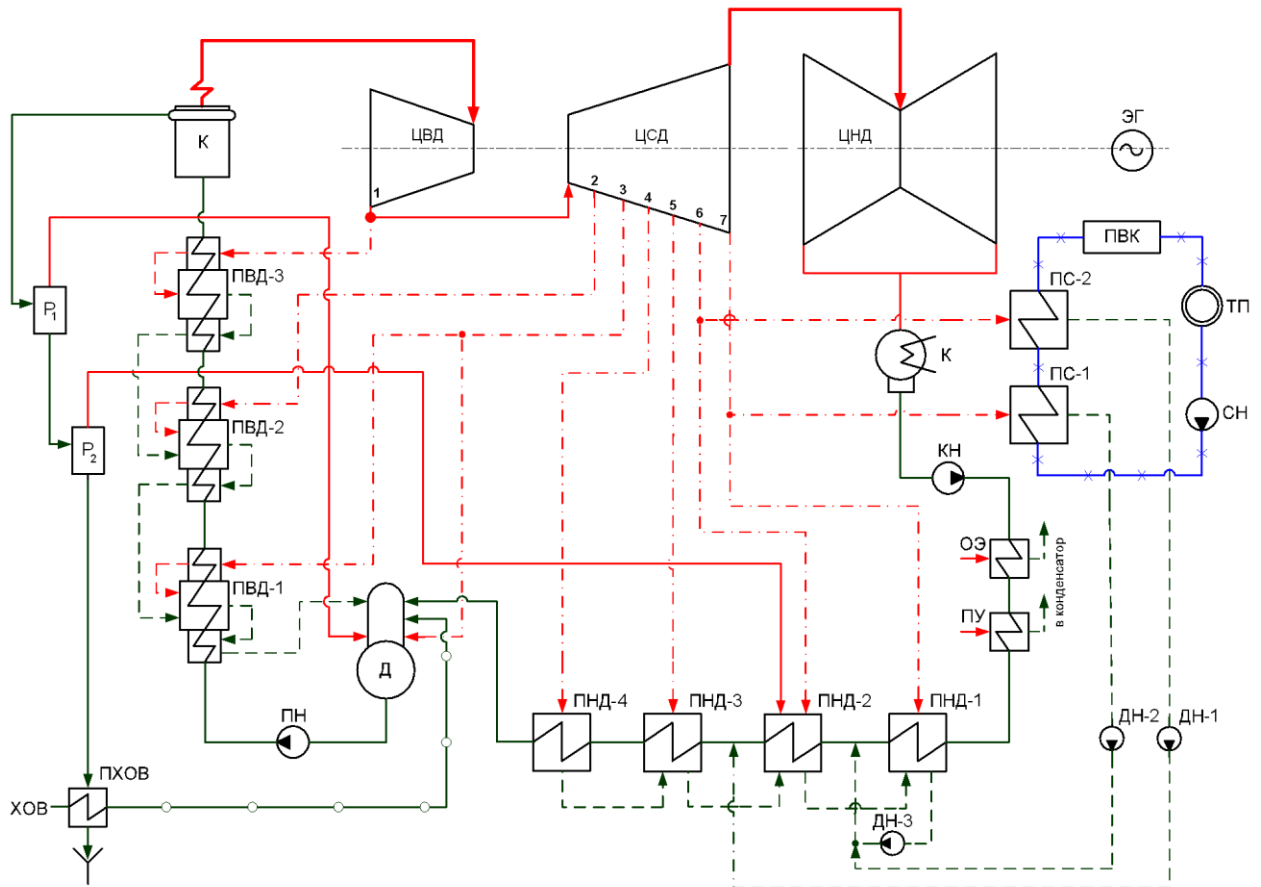 ЭГ
ЦВД
ЦСД
ЦНД
К
1
2
3
4
5
6
7
ПВК
ПС-2
ТП
ПВД-3
Р1
К
ПС-1
СН
ПВД-2
Р2
КН
ОЭ
ПВД-1
ПУ
в конденсатор
Д
ПН
ПНД-4
ПНД-3
ПНД-2
ПНД-1
ДН-2
ДН-1
ПХОВ
ХОВ
ДН-3